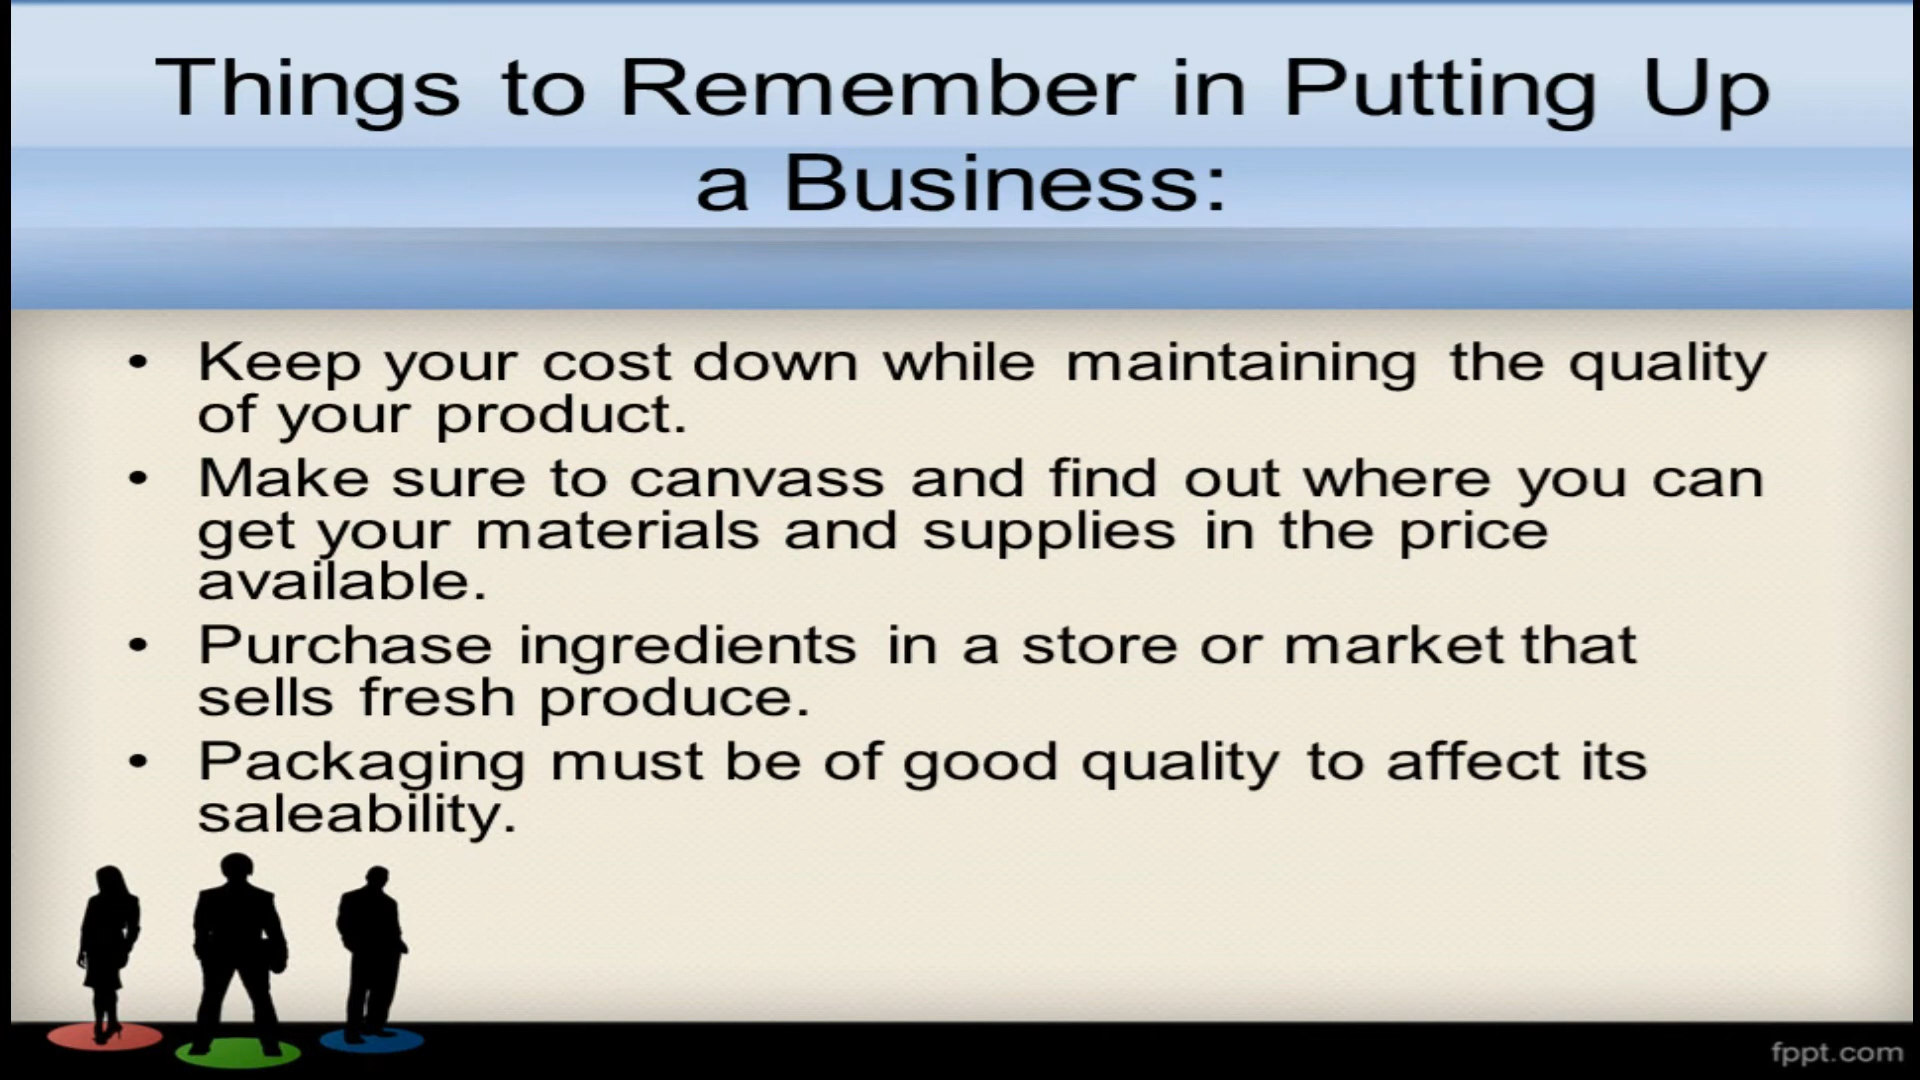 Things to Remember in Putting Up
a Business:
• Keep your cost down while maintaining the quality
of your product.
• Make sure to canvass and find out where you can
get your materials and supplies in the price
available.
• Purchase ingredients in a store or market that
sells fresh produce.
• Packaging must be of good quality to affect its
saleability.
fppt.com